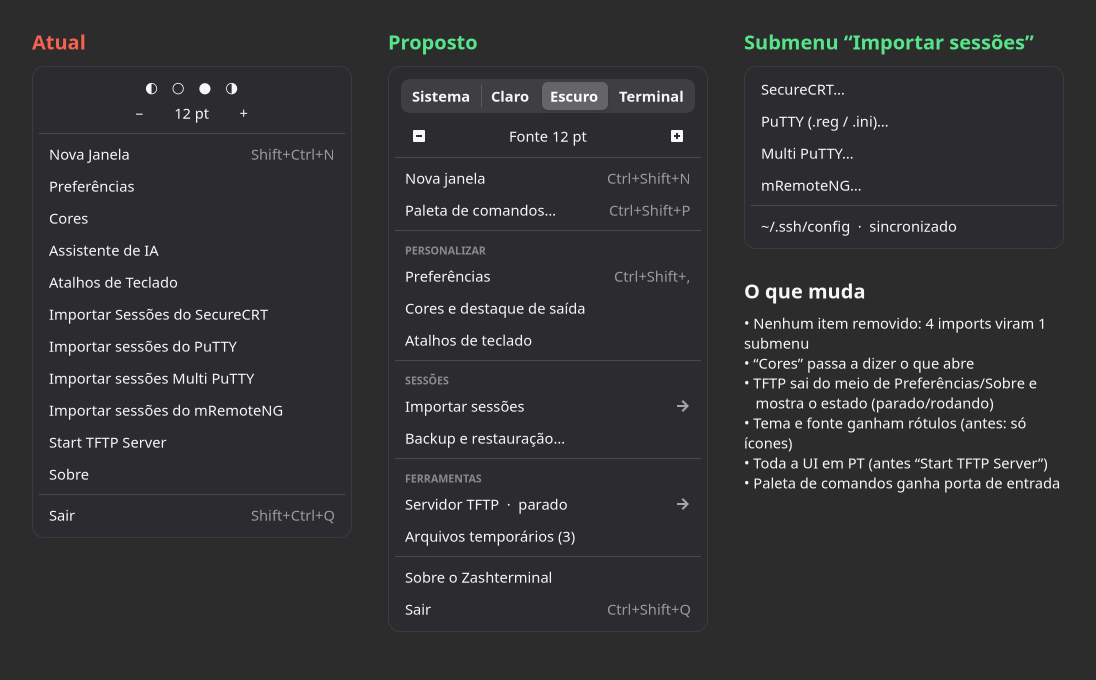 Atual
12 pt
Nova Janela Shift+Ctrl+N
Preferências
Cores
Assistente de IA
Atalhos de Teclado
Importar Sessões do SecureCRT
Importar sessões do PuTTY
Importar sessões Multi PuTTY
Importar sessões do mRemoteNG
Start TFTP Server
Sobre
Sair Shift+Ctrl+Q
Proposto
Sistema Claro Escuro Terminal
Fonte 12 pt
Nova janela Ctrl+Shift+N
Paleta de comandos... Ctrl+Shift+P
PERSONALIZAR
Preferências Ctrl+Shift+,
Cores e destaque de saída
Atalhos de teclado
SESSÕES
Importar sessões →
Backup e restauração...
FERRAMENTAS
Servidor TFTP · parado →
Arquivos temporários (3)
Sobre o Zashterminal
Sair Ctrl+Shift+Q
Submenu “Importar sessões”
SecureCRT...
PuTTY (.reg / .ini)...
Multi PuTTY...
mRemoteNG...
~/.ssh/config · sincronizado
O que muda
• Nenhum item removido: 4 imports viram 1
submenu
• “Cores” passa a dizer o que abre
• TFTP sai do meio de Preferências/Sobre e
mostra o estado (parado/rodando)
• Tema e fonte ganham rótulos (antes: só
ícones)
• Toda a UI em PT (antes “Start TFTP Server”)
• Paleta de comandos ganha porta de entrada